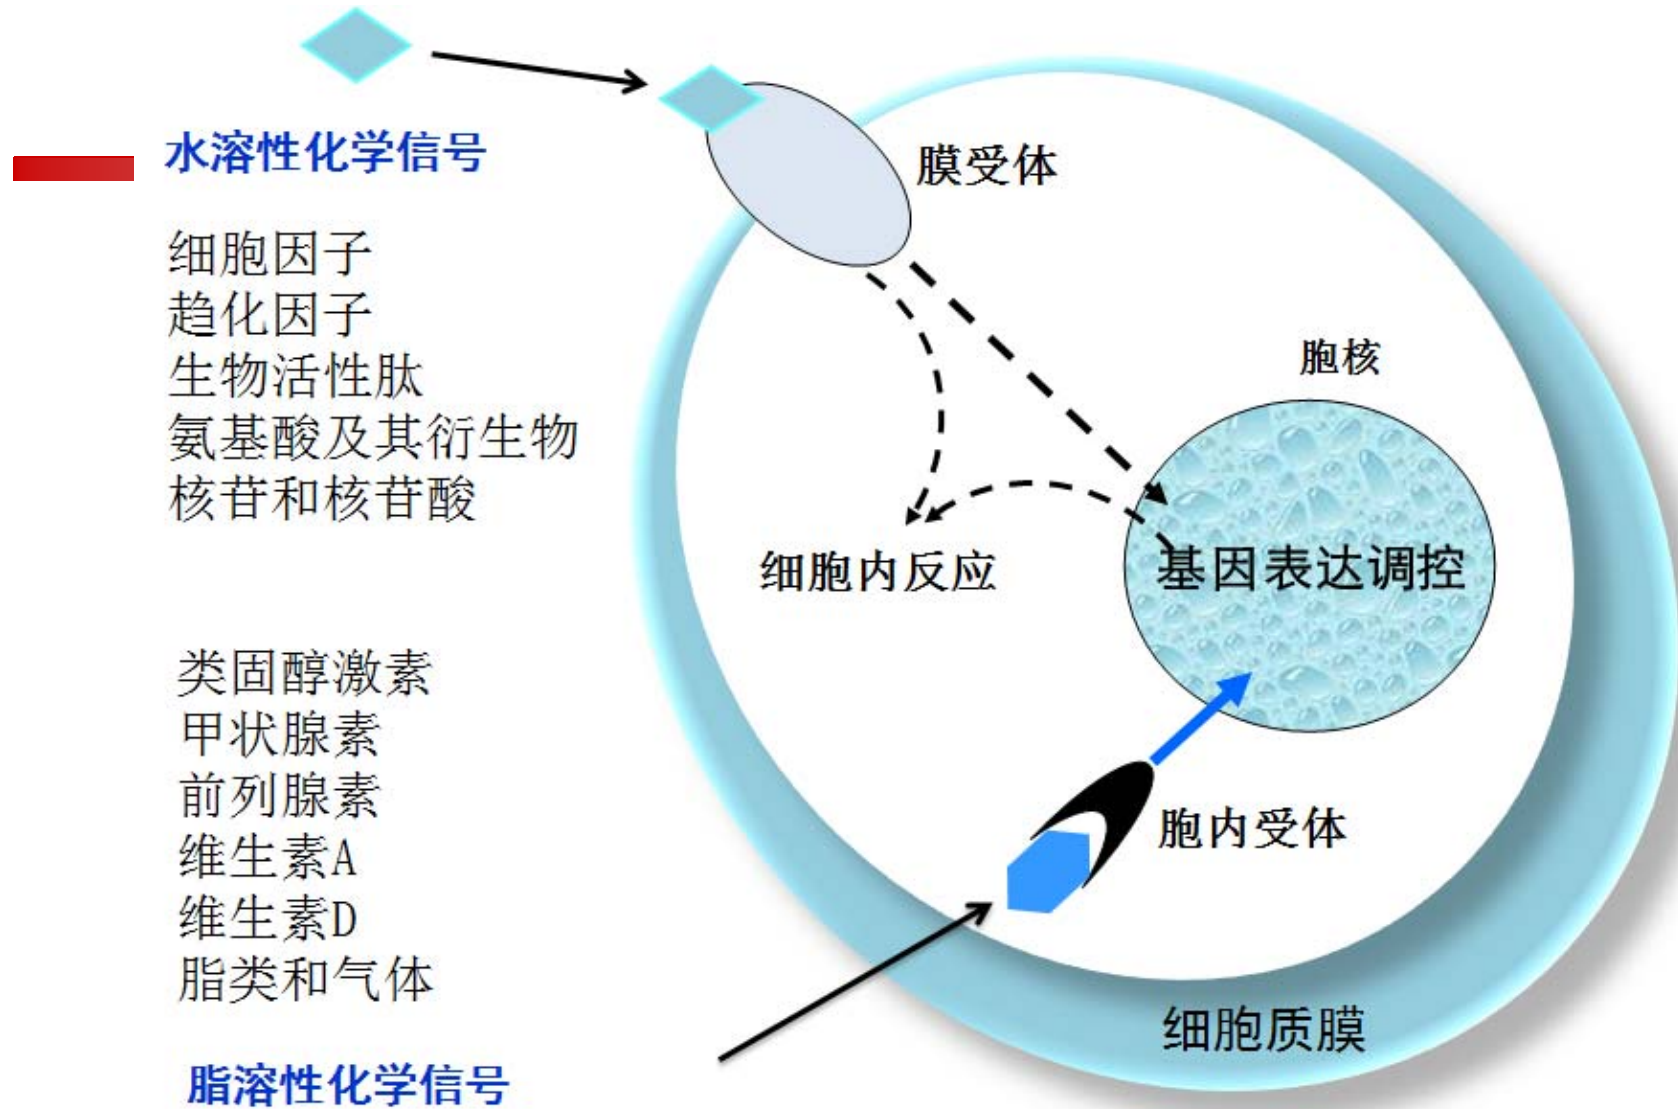 水溶性化学信号
细胞因子
趋化因子
生物活性肽
氨基酸及其衍生物
核苷和核苷酸
类固醇激素
甲状腺素
前列腺素
维生素A
维生素D
脂类和气体
脂溶性化学信号
膜受体
胞核
基因表达调控
细胞内反应
胞内受体
细胞质膜